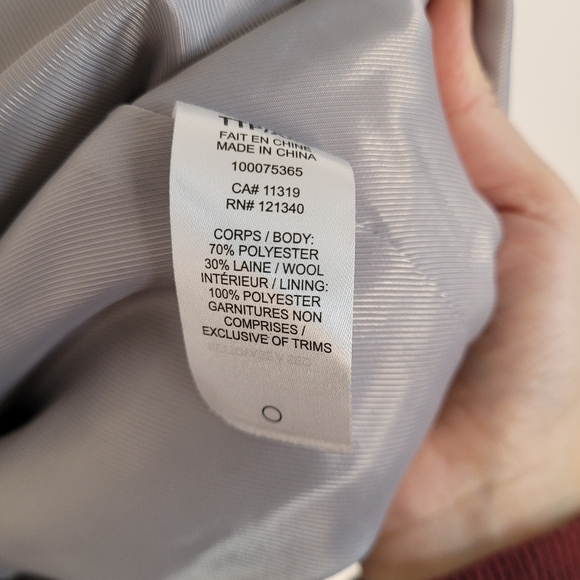 FAIT EN CHINE
MADE IN CHINA
100075365
CA# 11319
RN# 121340
CORPS / BODY:
70% POLYESTER
30% LAINE / WOOL
INTÉRIEUR / LINING:
100% POLYESTER
GARNITURES NON
COMPRISES /
EXCLUSIVE OF TRIMS